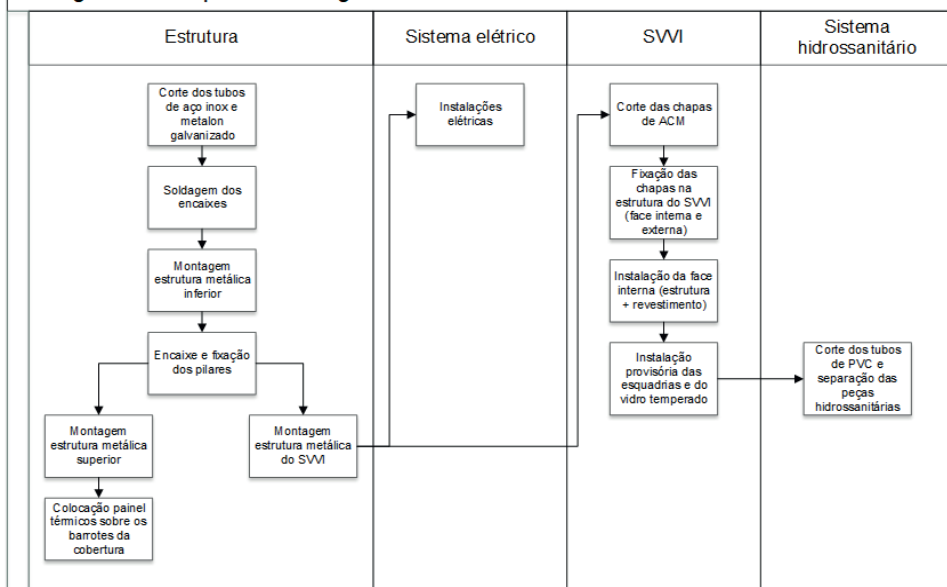 Estrutura
Sistema elétrico
SVVI
Sistema
hidrossanitário
Corte dos tubos
de aço inox e
metalon
galvanizado
Soldagem dos
encaixes
Montagem
estrutura metálica
inferior
Encaixe e fixação
dos pilares
Montagem
estrutura metálica
superior
Colocação painel
térmicos sobre os
barrotes da
cobertura
Montagem
estrutura metálica
do SVVI
Instalações
elétricas
Corte das chapas
de ACM
Fixação das
chapas na
estrutura do SVVI
(face interna e
externa)
Instalação da face
interna (estrutura
+ revestimento)
Instalação
provisória das
esquadrias e do
vidro temperado
Corte dos tubos
de PVC e
separação das
peças
hidrossanitárias